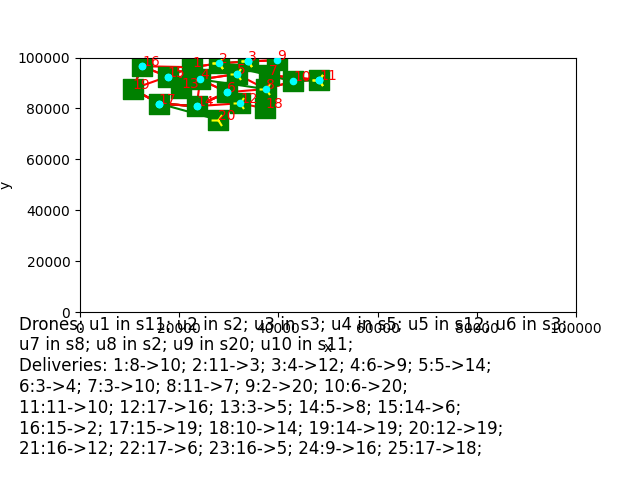 100000
80000
60000
40000
20000
0
y
16
2
3
9
11
19
18
12
20
0
20000
40000
100000
x
Drones: u1 in s11; u2 in s2; u3 in s3; u4 in s5; u5 in s12; u6 in s3;
u7 in s8; u8 in s2; u9 in s20; u10 in s11;
Deliveries: 1:8->10; 2:11->3; 3:4->12; 4:6->9; 5:5->14;
6:3->4; 7:3->10; 8:11->7; 9:2->20; 10:6->20;
11:11->10; 12:17->16; 13:3->5; 14:5->8; 15:14->6;
16:15->2; 17:15->19; 18:10->14; 19:14->19; 20:12->19;
21:16->12; 22:17->6; 23:16->5; 24:9->16; 25:17->18;